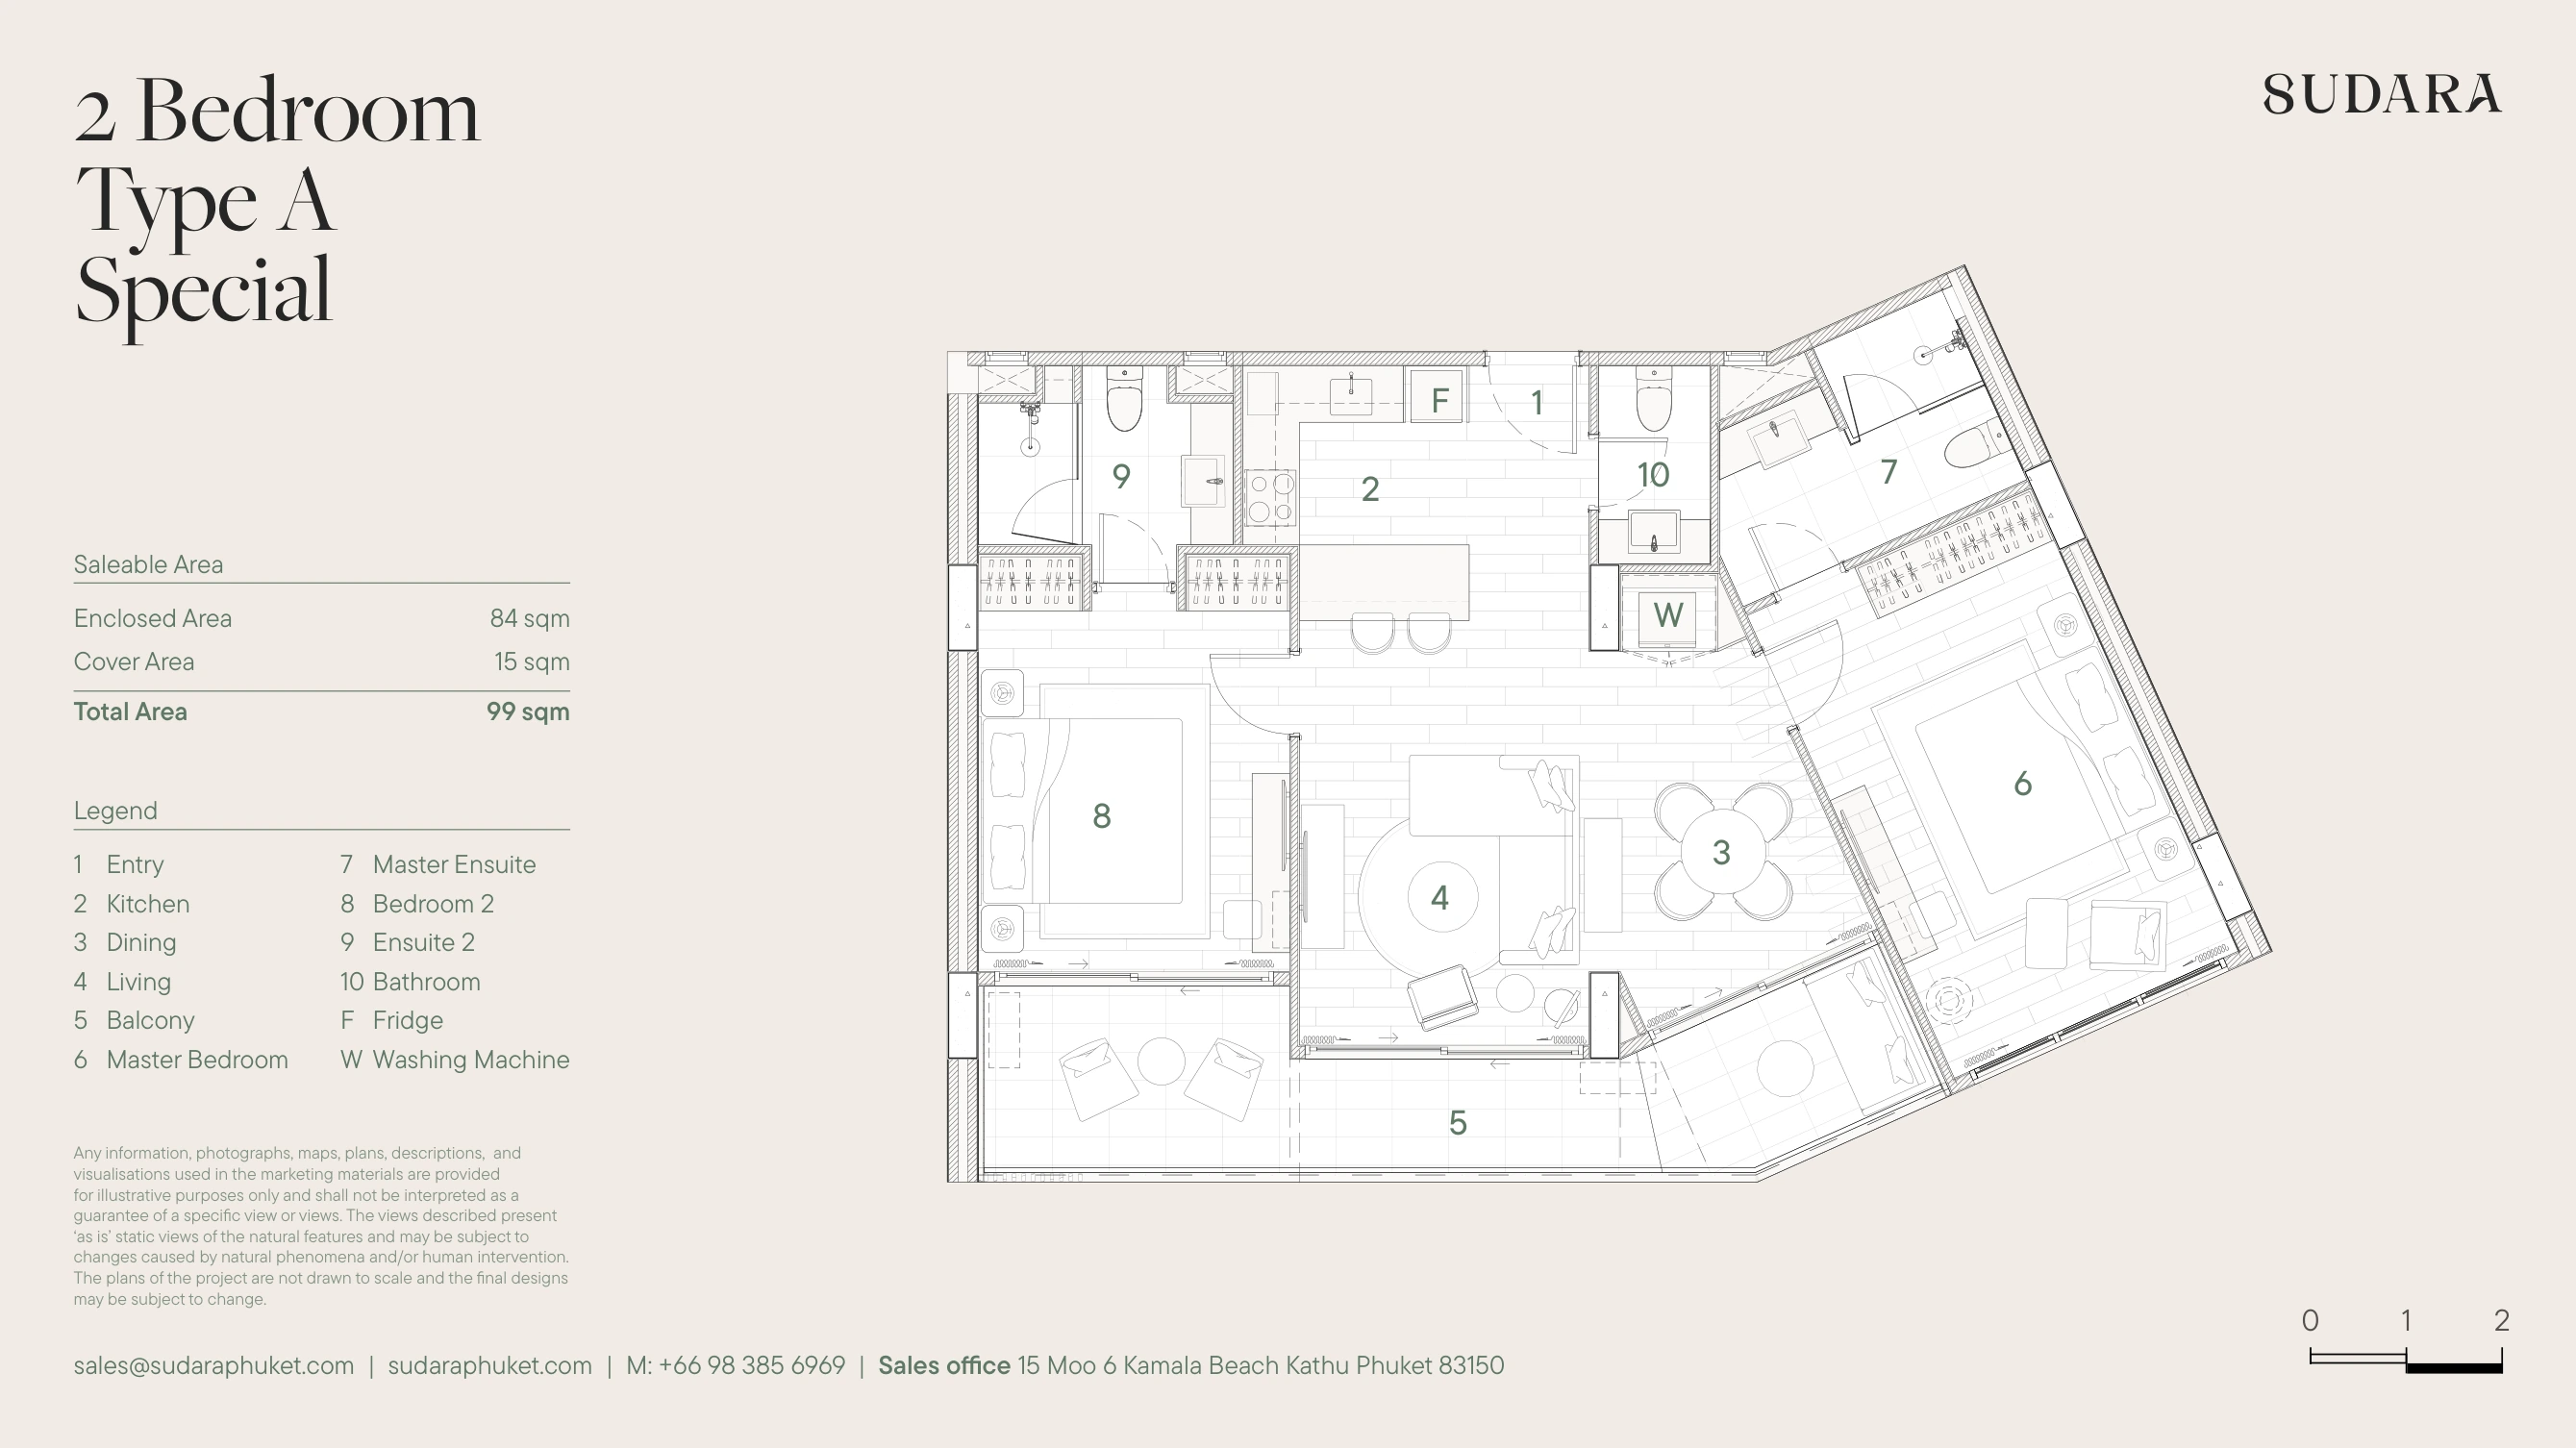 2 Bedroom
Type A
Special
SUDARA
Saleable Area
Enclosed Area 84 sqm
Cover Area 15 sqm
Total Area 99 sqm
Legend
1 Entry
2 Kitchen
3 Dining
4 Living
5 Balcony
6 Master Bedroom
7 Master Ensuite
8 Bedroom 2
9 Ensuite 2
10 Bathroom
F Fridge
W Washing Machine
Any information, photographs, maps, plans, descriptions, and
visualisations used in the marketing materials are provided
for illustrative purposes only and shall not be interpreted as a
guarantee of a specific view or views. The views described present
‘as is’ static views of the natural features and may be subject to
changes caused by natural phenomena and/or human intervention.
The plans of the project are not drawn to scale and the final designs
may be subject to change.
F
1
9
2
10
7
W
8
6
3
4
5
0 1 2
sales@sudaraphuket.com | sudaraphuket.com | M: +66 98 385 6969 | Sales office 15 Moo 6 Kamala Beach Kathu Phuket 83150